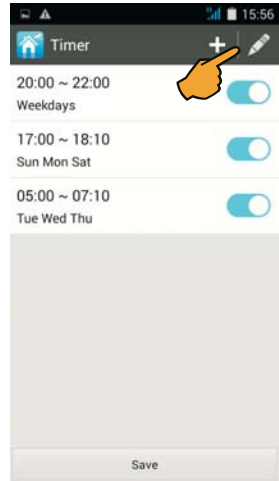 15:56
Timer
20:00 ~ 22:00
Weekdays
17:00 ~ 18:10
Sun Mon Sat
05:00 ~ 07:10
Tue Wed Thu
Save